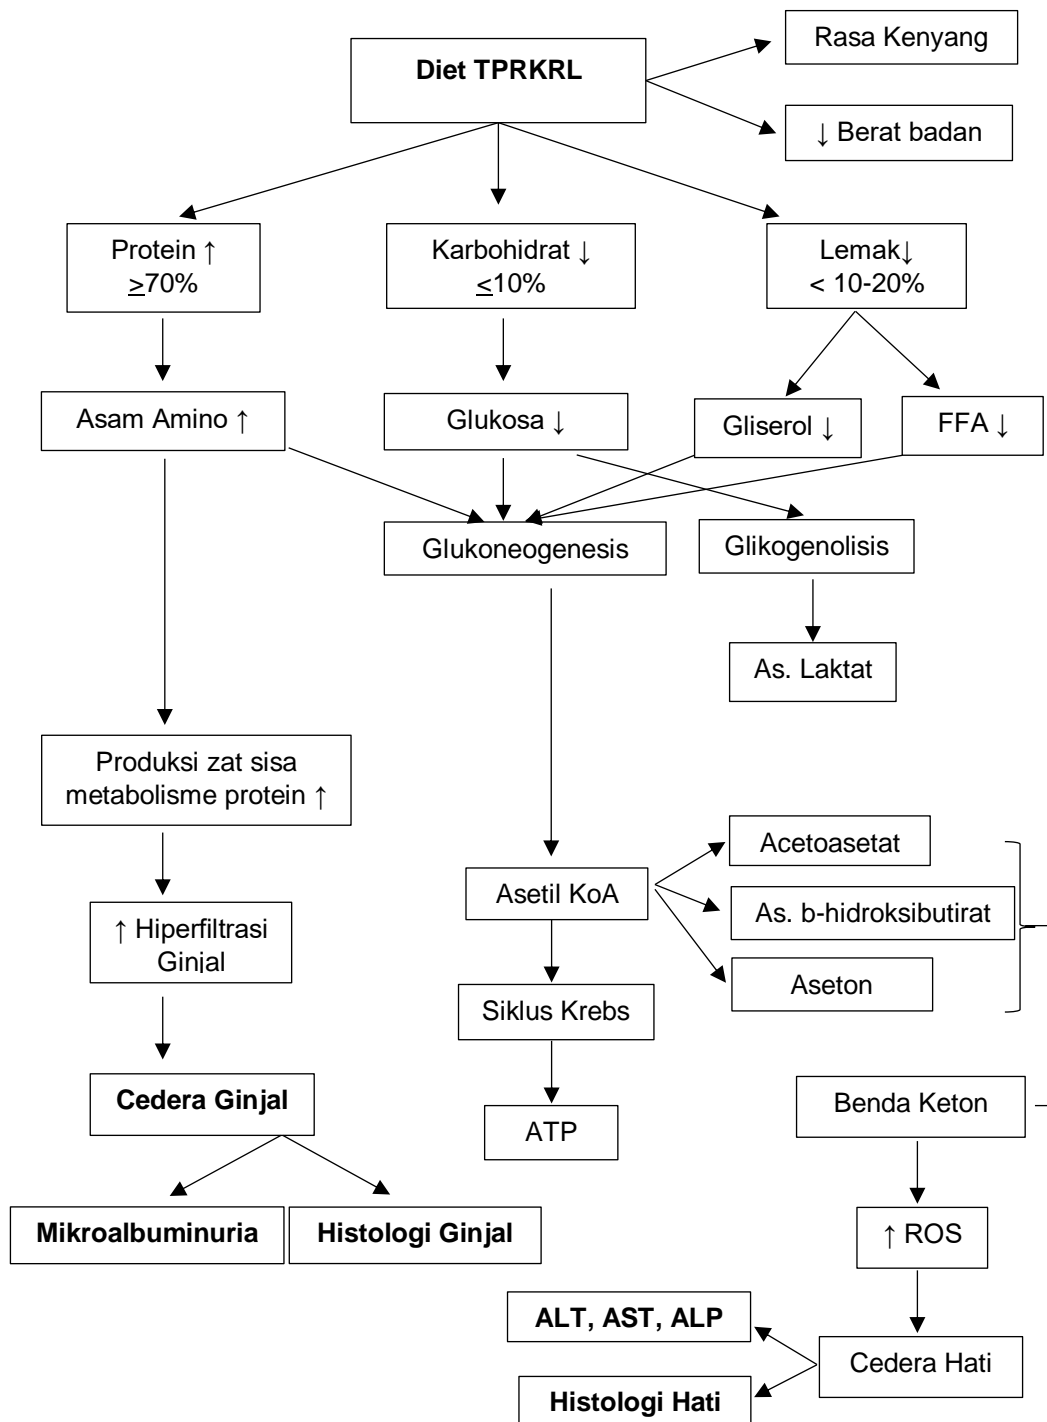 Rasa Kenyang
Diet TPRKRL
↓ Berat badan
Protein ↑
≥70%
Karbohidrat ↓
≤10%
Lemak↓
< 10-20%
Asam Amino ↑
Glukosa ↓
Gliserol ↓
FFA ↓
Glukoneogenesis
Glikogenolisis
As. Laktat
Produksi zat sisa
metabolisme protein ↑
Acetoasetat
Asetil KoA
As. b-hidroksibutirat
↑ Hiperfiltrasi
Ginjal
Aseton
Siklus Krebs
Cedera Ginjal
Benda Keton
ATP
Mikroalbuminuria
Histologi Ginjal
↑ ROS
ALT, AST, ALP
Cedera Hati
Histologi Hati